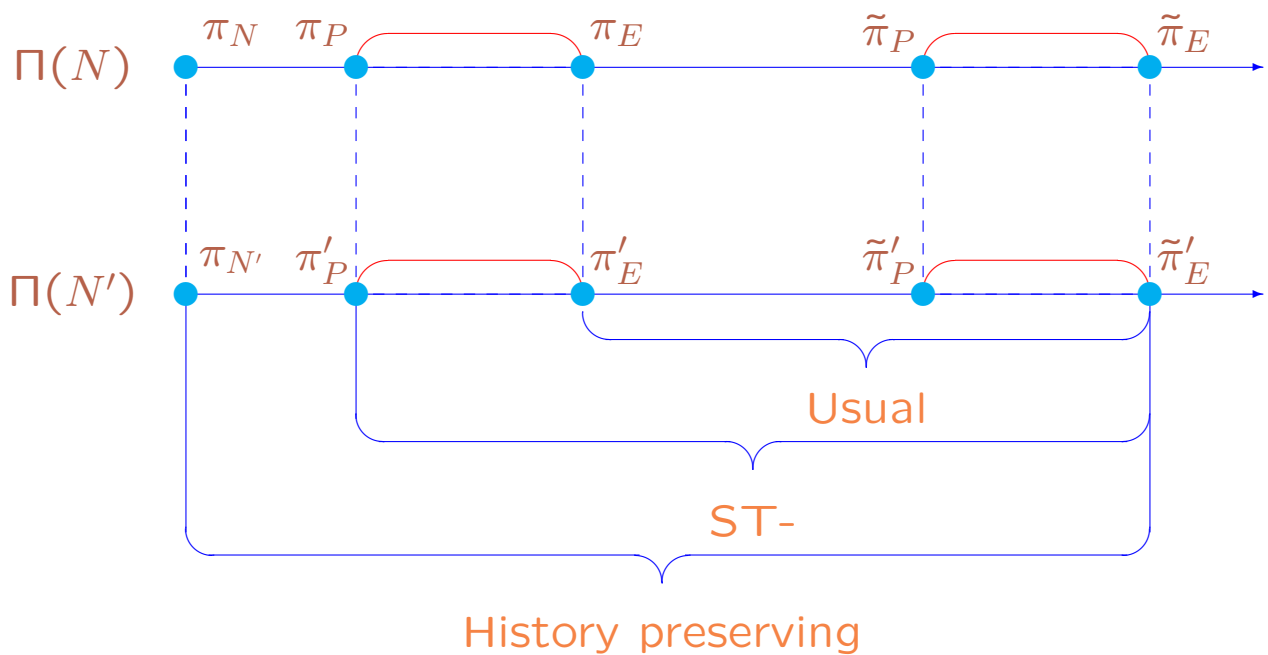 π_N π_P π_E π̃_P π̃_E
Π(N)
π_{N'} π'_P π'_E π̃'_P π̃'_E
Π(N')
Usual
ST-
History preserving